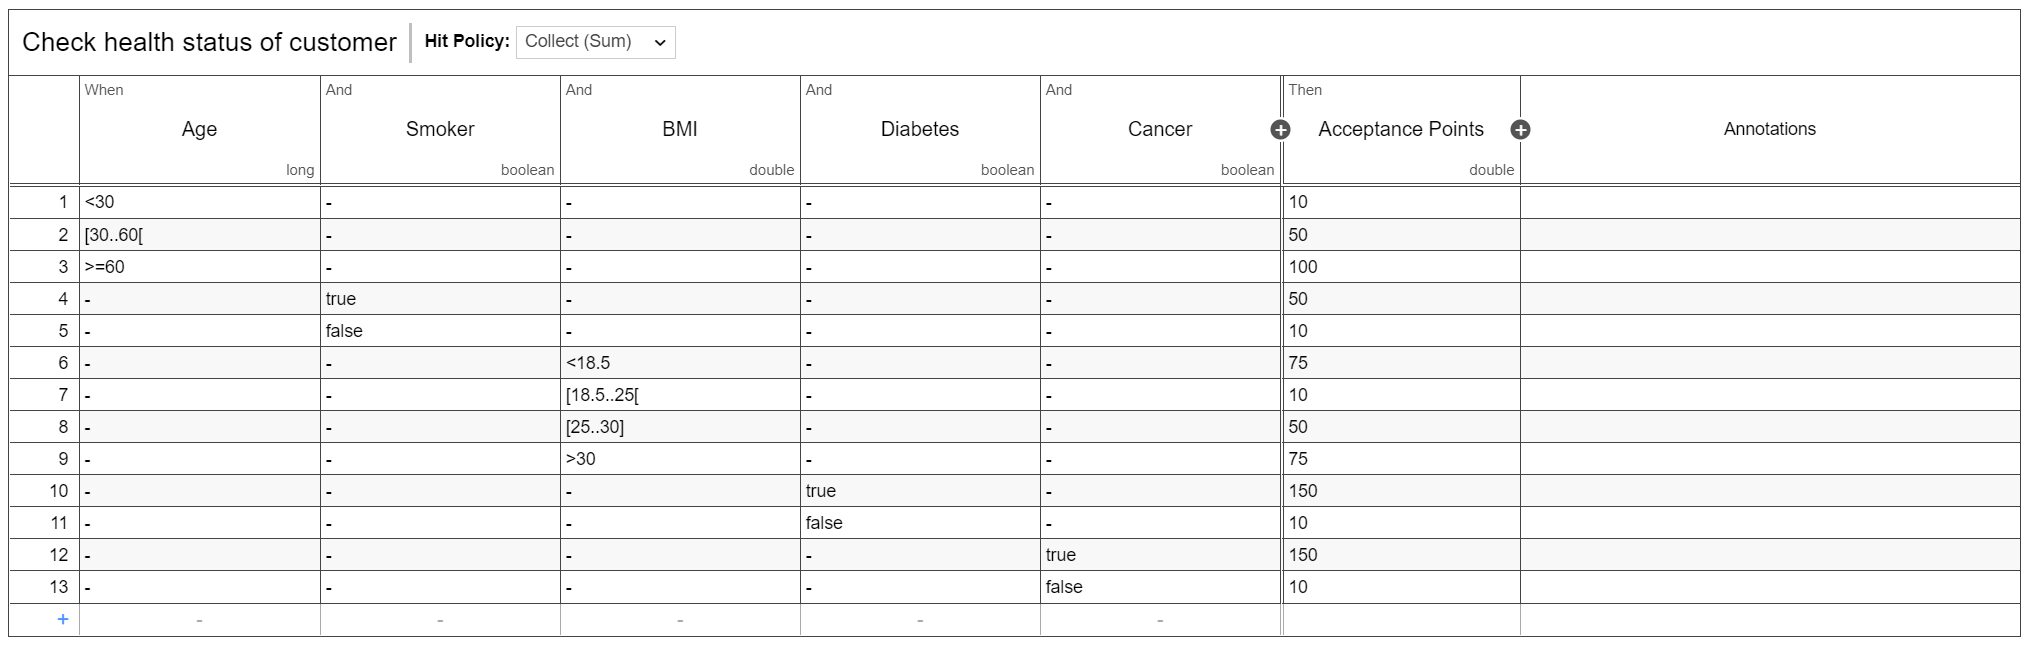 Check health status of customer Hit Policy: Collect (Sum)
When And And And And Then
Age Smoker BMI Diabetes Cancer + Acceptance Points + Annotations
long boolean double boolean boolean double
1 <30 - - - - 10
2 [30..60[ - - - - 50
3 >=60 - - - - 100
4 - true - - - 50
5 - false - - - 10
6 - - <18.5 - - 75
7 - - [18.5..25[ - - 10
8 - - [25..30] - - 50
9 - - >30 - - 75
10 - - - true - 150
11 - - - false - 10
12 - - - - true 150
13 - - - - false 10
+ - - - - -